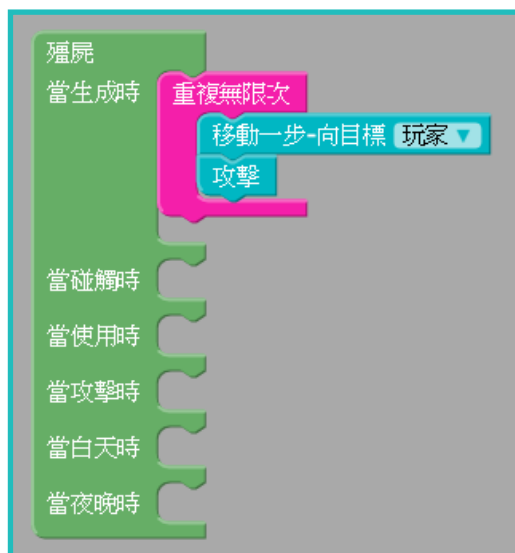 殭屍
當生成時 重複無限次
移動一步-向目標 玩家
攻擊
當碰觸時
當使用時
當攻擊時
當白天時
當夜晚時